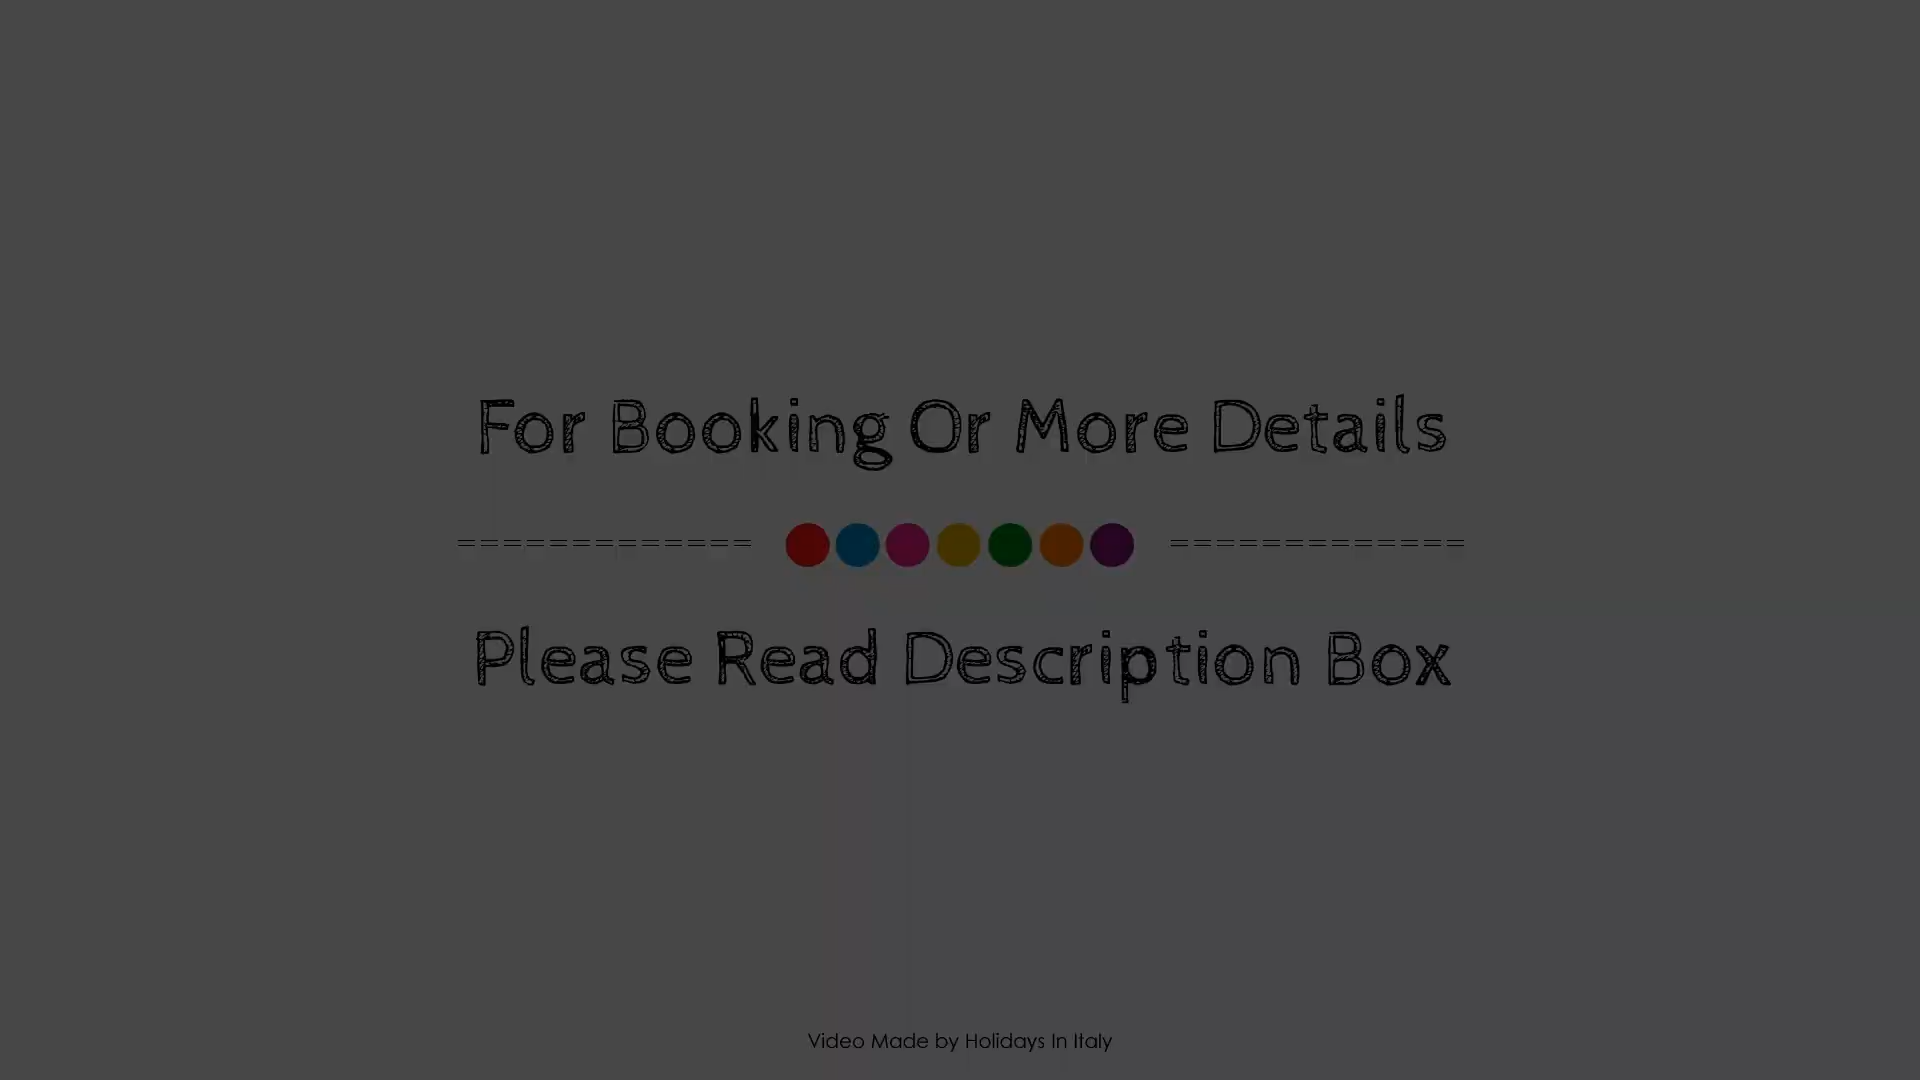 For Booking Or More Details
============= =============
Please Read Description Box
Video Made by Holidays In Italy